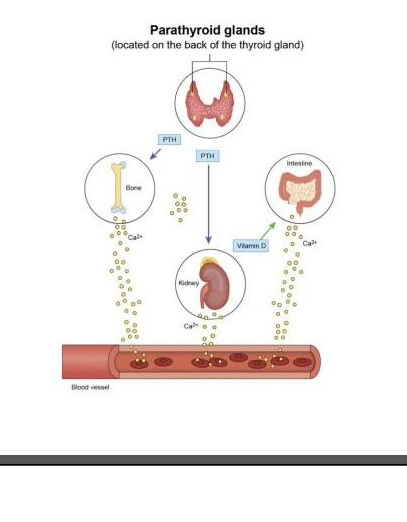 Parathyroid glands
(located on the back of the thyroid gland)
PTH
PTH
Intestine
Bone
Ca2+
Vitamin D
Ca2+
Kidney
Ca2+
Blood vessel